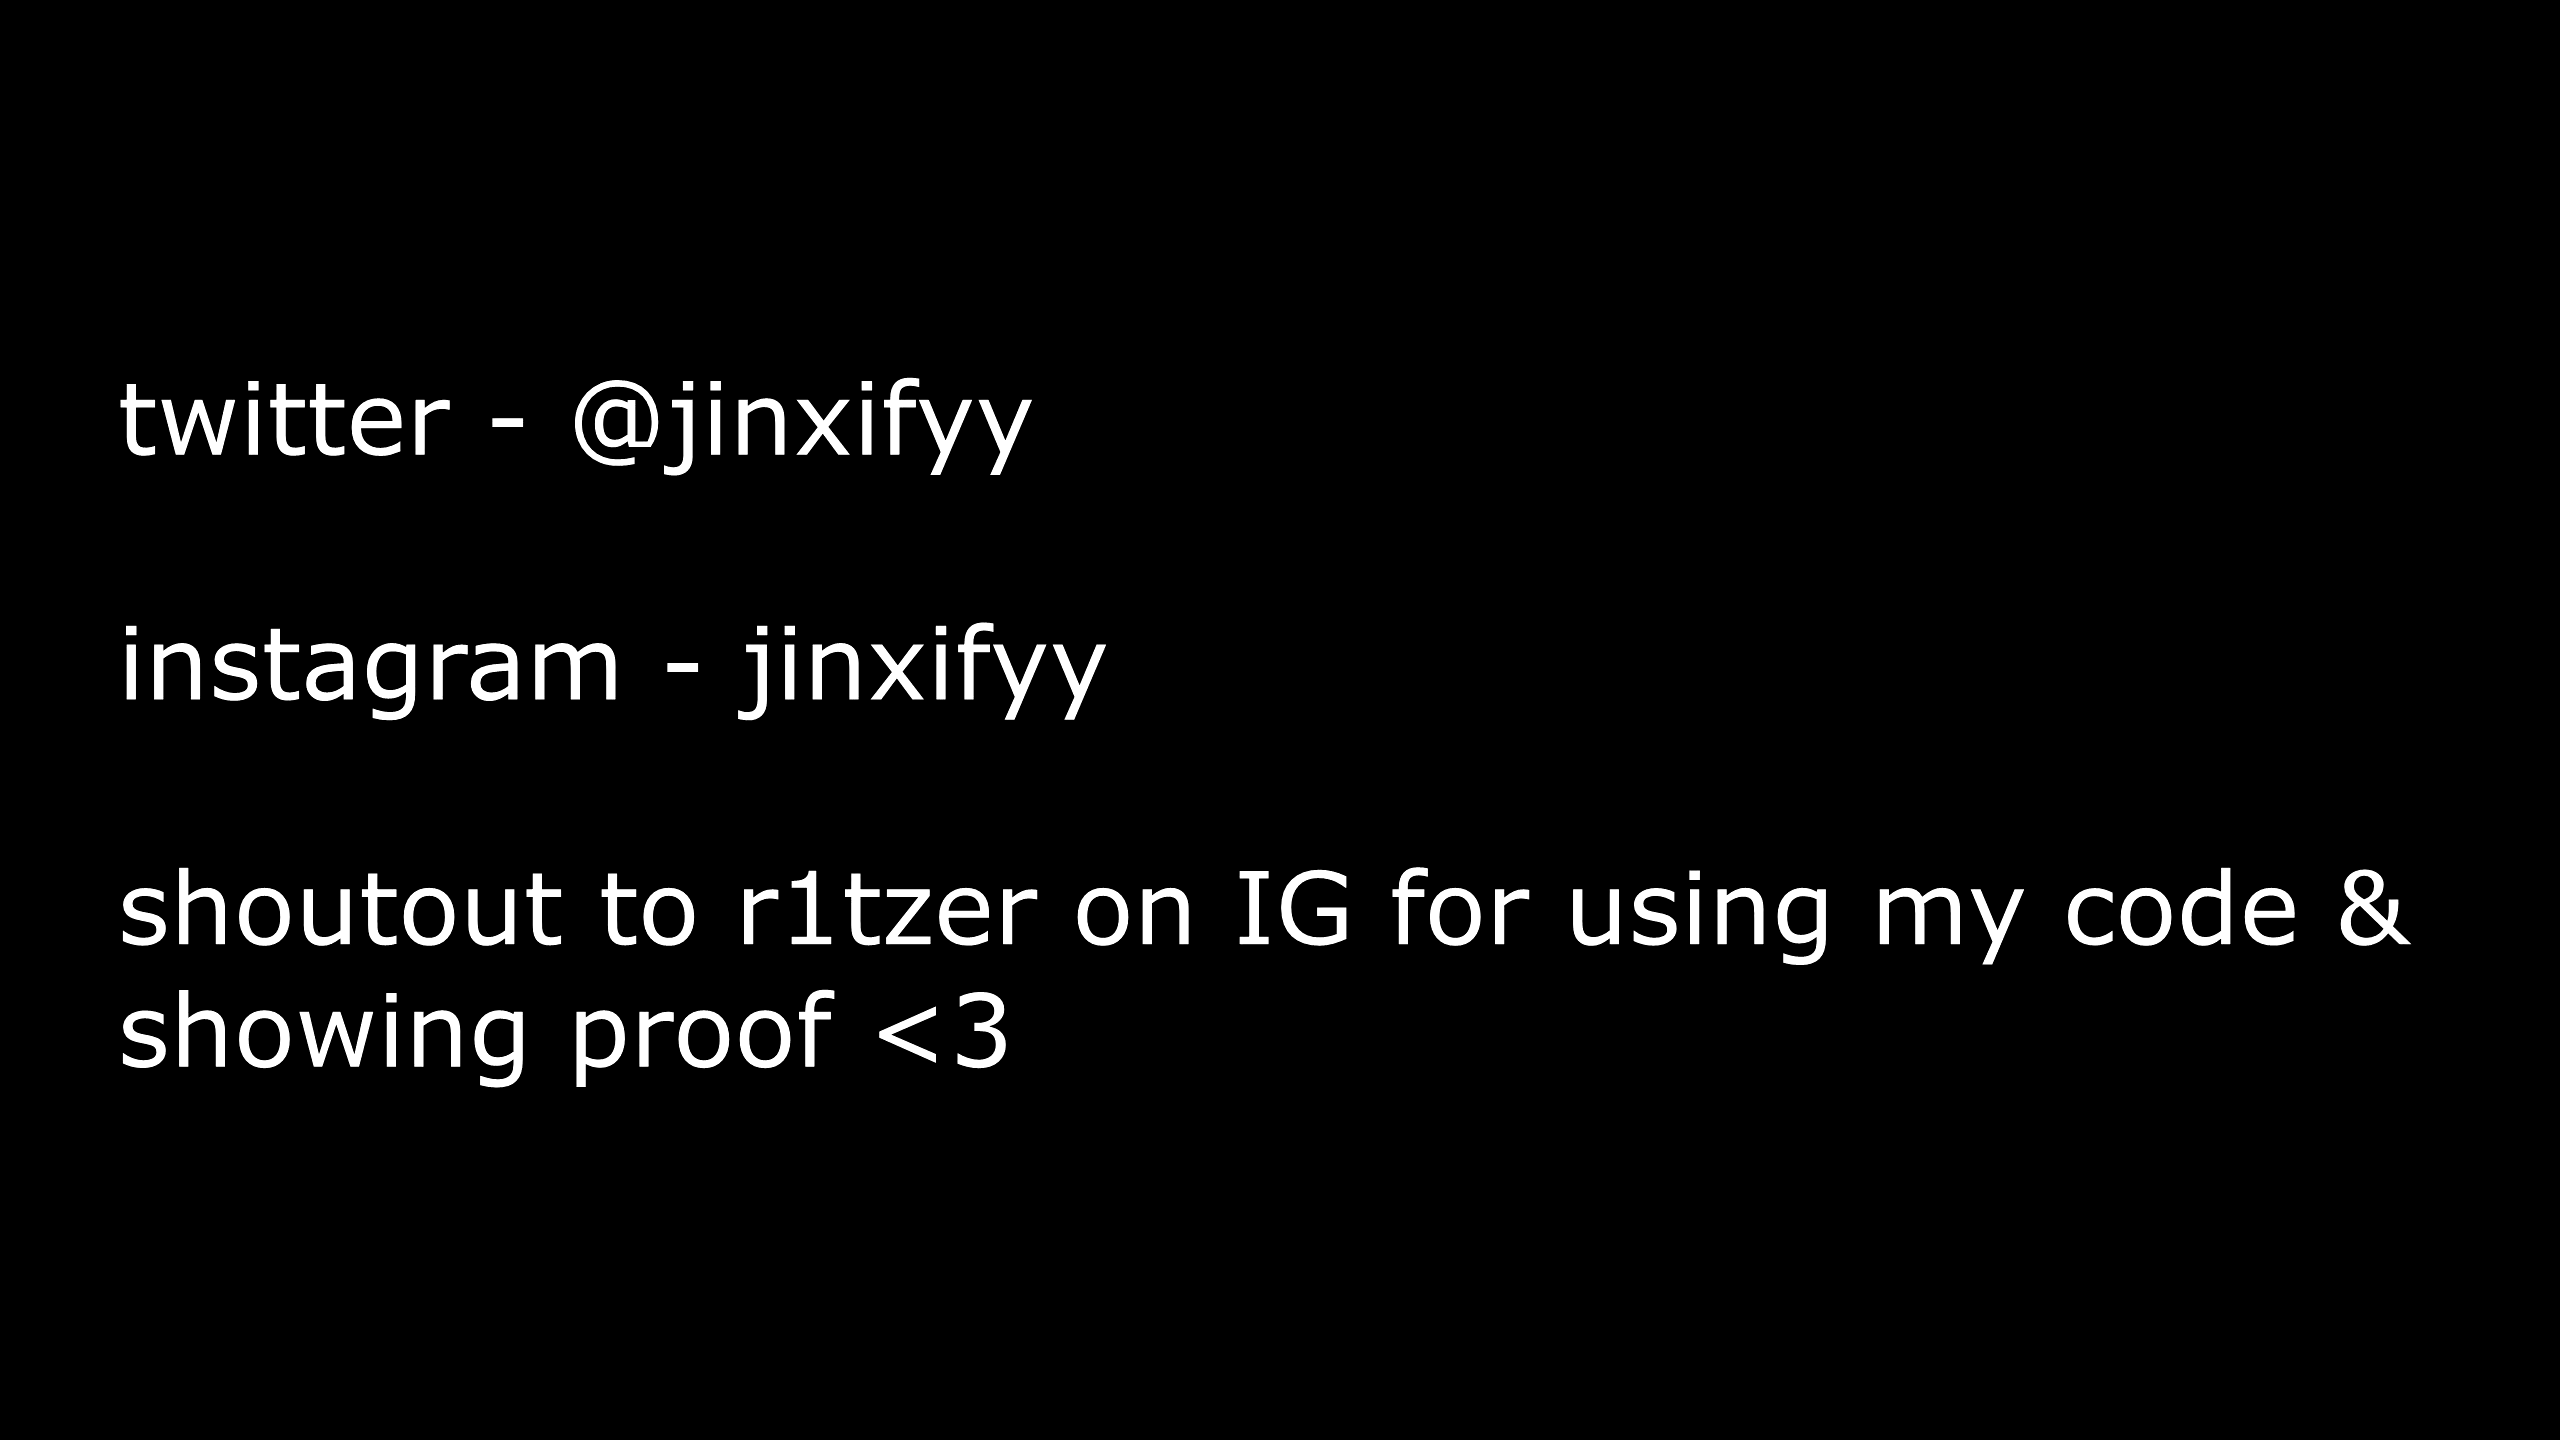 twitter - @jinxifyy
instagram - jinxifyy
shoutout to r1tzer on IG for using my code &
showing proof <3